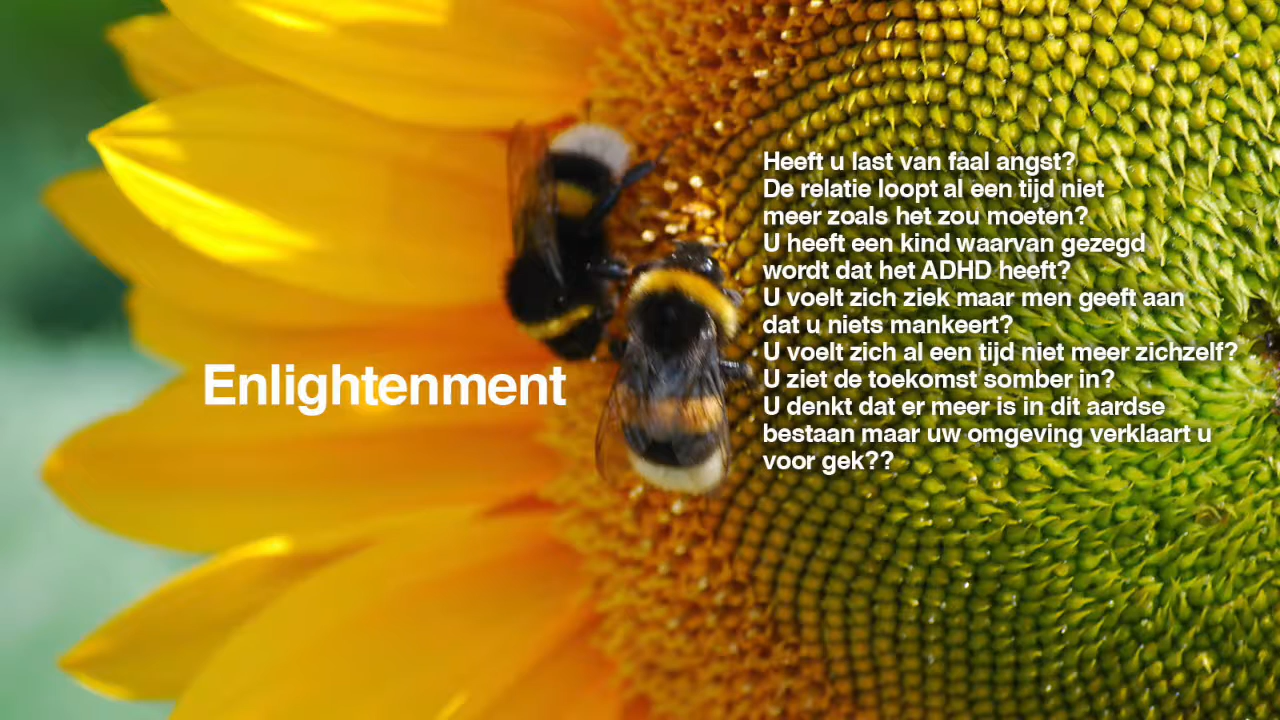 Enlightenment
Heeft u last van faal angst?
De relatie loopt al een tijd niet
meer zoals het zou moeten?
U heeft een kind waarvan gezegd
wordt dat het ADHD heeft?
U voelt zich ziek maar men geeft aan
dat u niets mankeert?
U voelt zich al een tijd niet meer zichzelf?
U ziet de toekomst somber in?
U denkt dat er meer is in dit aardse
bestaan maar uw omgeving verklaart u
voor gek??